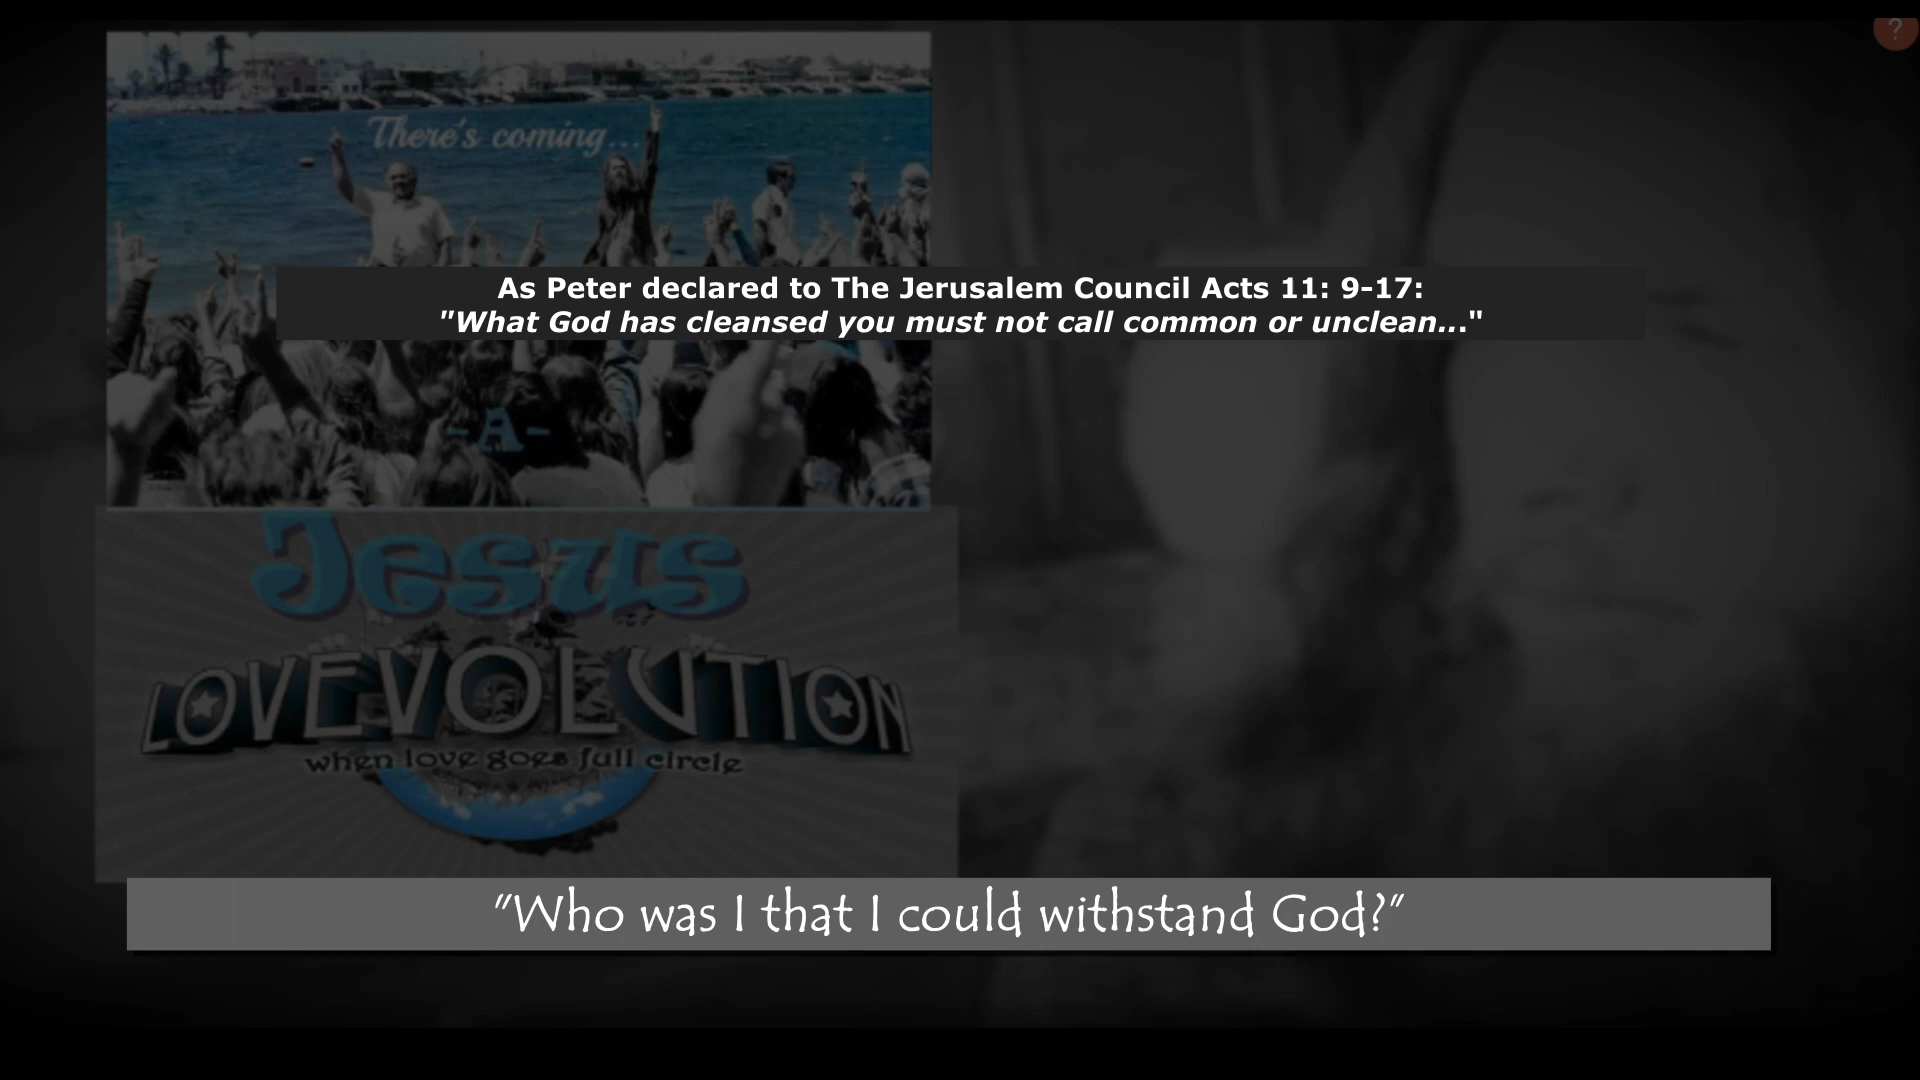 ?
There's coming...
As Peter declared to The Jerusalem Council Acts 11: 9-17:
"What God has cleansed you must not call common or unclean..."
-A-
Jesus
LOVEVOLUTION
when love goes full circle
"Who was I that I could withstand God?"